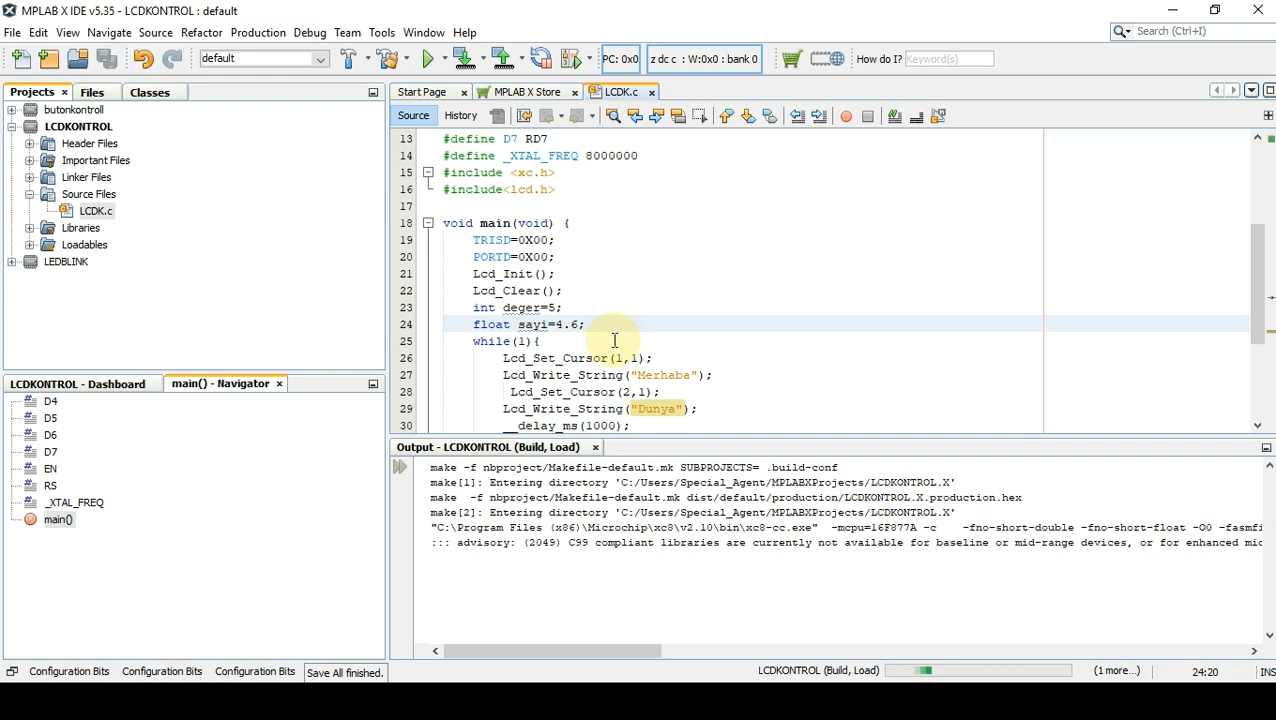 MPLAB X IDE v5.35 - LCDKONTROL : default
File Edit View Navigate Source Refactor Production Debug Team Tools Window Help
Search (Ctrl+I)
default
PC: 0x0
z dc c : W:0x0 : bank 0
How do I?
Keyword(s)
Projects
Files
Classes
butonkontroll
LCDKONTROL
Header Files
Important Files
Linker Files
Source Files
LCDK.c
Libraries
Loadables
LEDBLINK
Start Page
MPLAB X Store
LCDK.c
Source
History
13 #define D7 RD7
14 #define _XTAL_FREQ 8000000
15 #include <xc.h>
16 #include<lcd.h>
17
18 void main(void) {
19 TRISD=0X00;
20 PORTD=0X00;
21 Lcd_Init();
22 Lcd_Clear();
23 int deger=5;
24 float sayi=4.6;
25 while(1){
26 Lcd_Set_Cursor(1,1);
27 Lcd_Write_String("Merhaba");
28 Lcd_Set_Cursor(2,1);
29 Lcd_Write_String("Dunya");
30 __delay_ms(1000);
LCDKONTROL - Dashboard
main() - Navigator
D4
D5
D6
D7
EN
RS
_XTAL_FREQ
main()
Output - LCDKONTROL (Build, Load)
make -f nbproject/Makefile-default.mk SUBPROJECTS= .build-conf
make[1]: Entering directory 'C:/Users/Special_Agent/MPLABXProjects/LCDKONTROL.X'
make -f nbproject/Makefile-default.mk dist/default/production/LCDKONTROL.X.production.hex
make[2]: Entering directory 'C:/Users/Special_Agent/MPLABXProjects/LCDKONTROL.X'
"C:\Program Files (x86)\Microchip\xc8\v2.10\bin\xc8-cc.exe" -mcpu=16F877A -c -fno-short-double -fno-short-float -O0 -fasmfi
::: advisory: (2049) C99 compliant libraries are currently not available for baseline or mid-range devices, or for enhanced mid
Configuration Bits
Configuration Bits
Configuration Bits
Save All finished.
LCDKONTROL (Build, Load)
(1 more...)
24:20
INS